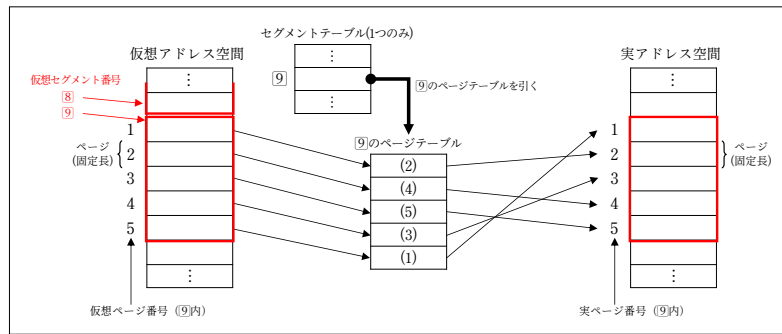 セグメントテーブル(1つのみ)
仮想アドレス空間
実アドレス空間
⋮
⋮
⋮
仮想セグメント番号
8
9
9
9のページテーブルを引く
⋮
9のページテーブル
1
2
3
4
5
ページ
(固定長)
(2)
(4)
(5)
(3)
(1)
1
2
3
4
5
ページ
(固定長)
⋮
⋮
仮想ページ番号(9内)
実ページ番号(9内)